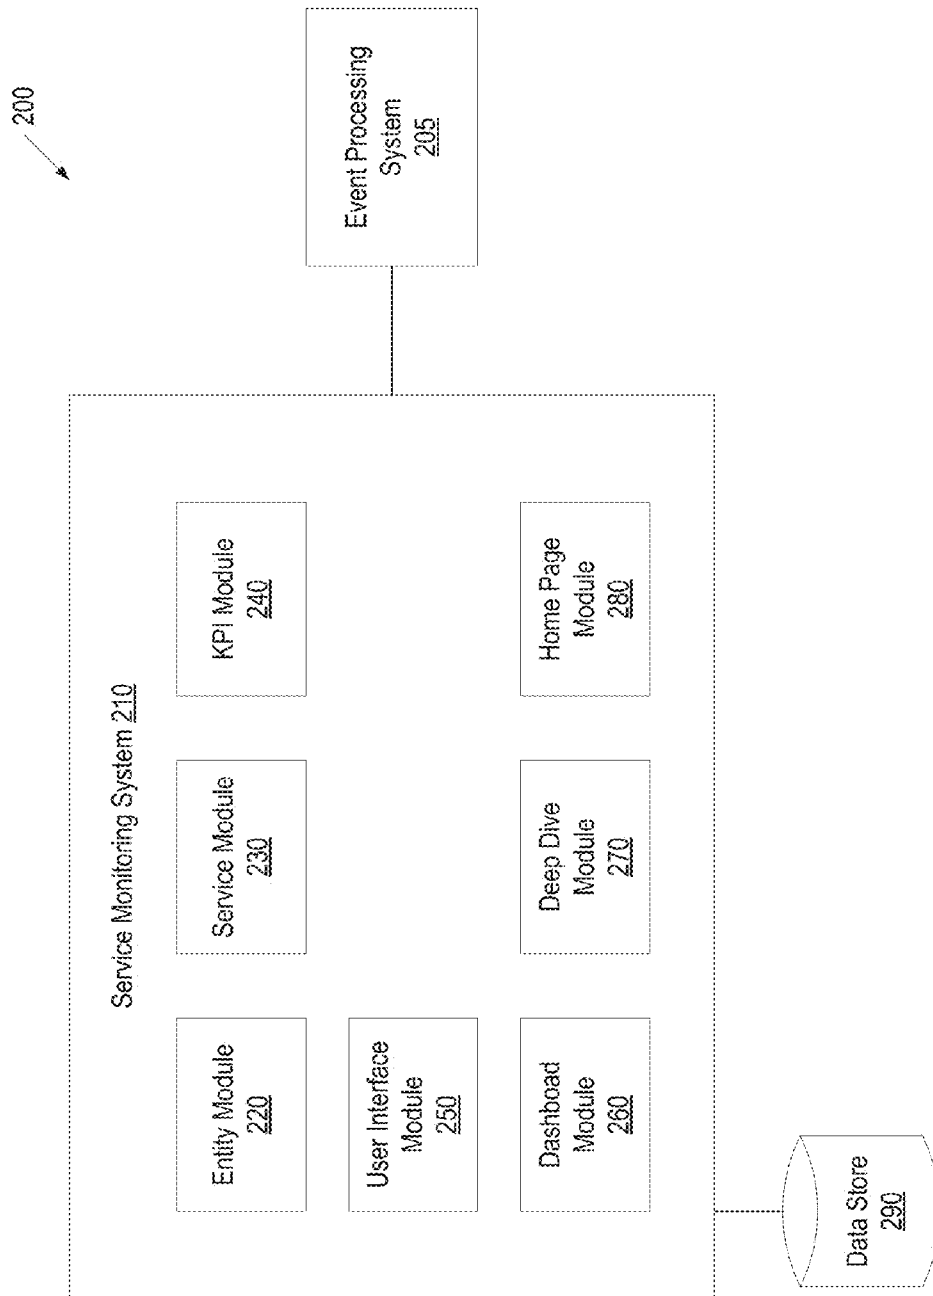 200
Service Monitoring System 210
Entity Module
220
Service Module
230
KPI Module
240
User Interface
Module
250
Dashboad
Module
260
Deep Dive
Module
270
Home Page
Module
280
Event Processing
System
205
Data Store
290